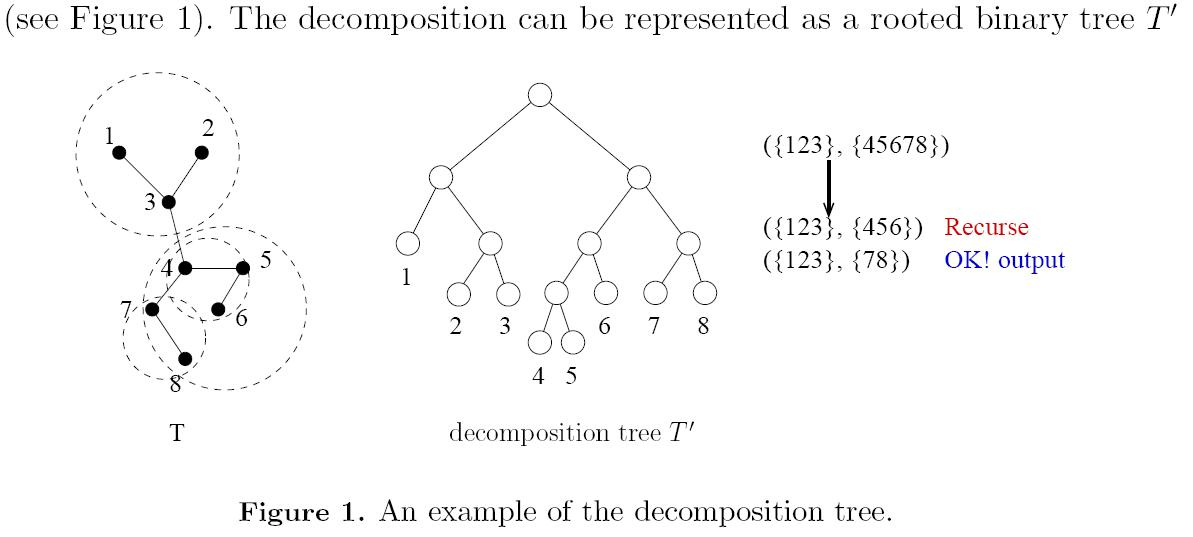 (see Figure 1). The decomposition can be represented as a rooted binary tree T′
1 2
3
4 5
7 6
8
T
1
2 3 6 7 8
4 5
decomposition tree T′
({123}, {45678})
({123}, {456}) Recurse
({123}, {78}) OK! output
Figure 1. An example of the decomposition tree.